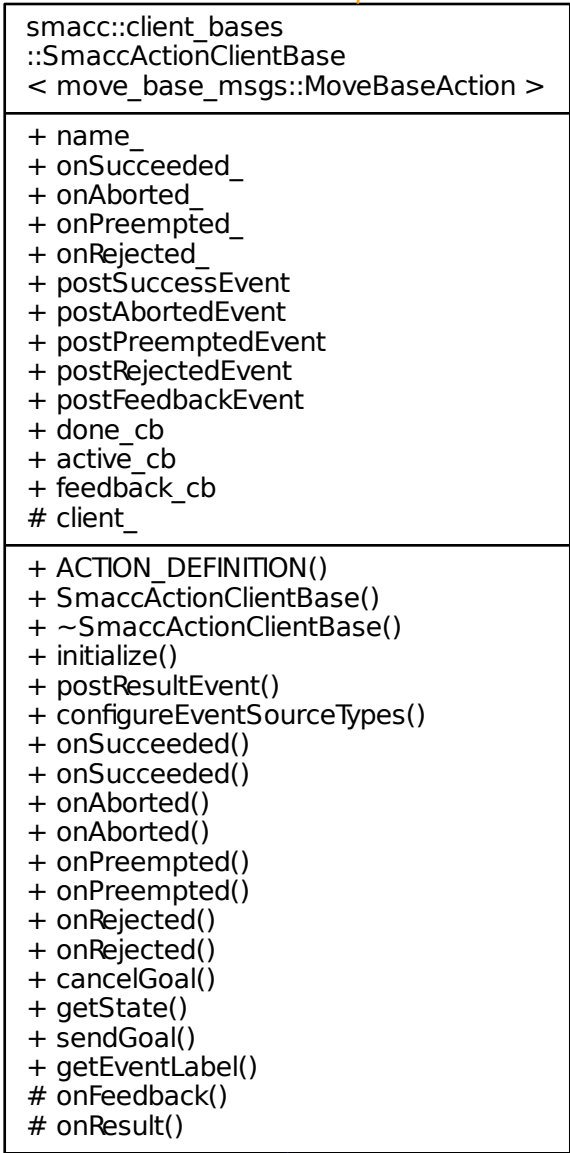 smacc::client_bases
::SmaccActionClientBase
< move_base_msgs::MoveBaseAction >
+ name_
+ onSucceeded_
+ onAborted_
+ onPreempted_
+ onRejected_
+ postSuccessEvent
+ postAbortedEvent
+ postPreemptedEvent
+ postRejectedEvent
+ postFeedbackEvent
+ done_cb
+ active_cb
+ feedback_cb
# client_
+ ACTION_DEFINITION()
+ SmaccActionClientBase()
+ ~SmaccActionClientBase()
+ initialize()
+ postResultEvent()
+ configureEventSourceTypes()
+ onSucceeded()
+ onSucceeded()
+ onAborted()
+ onAborted()
+ onPreempted()
+ onPreempted()
+ onRejected()
+ onRejected()
+ cancelGoal()
+ getState()
+ sendGoal()
+ getEventLabel()
# onFeedback()
# onResult()